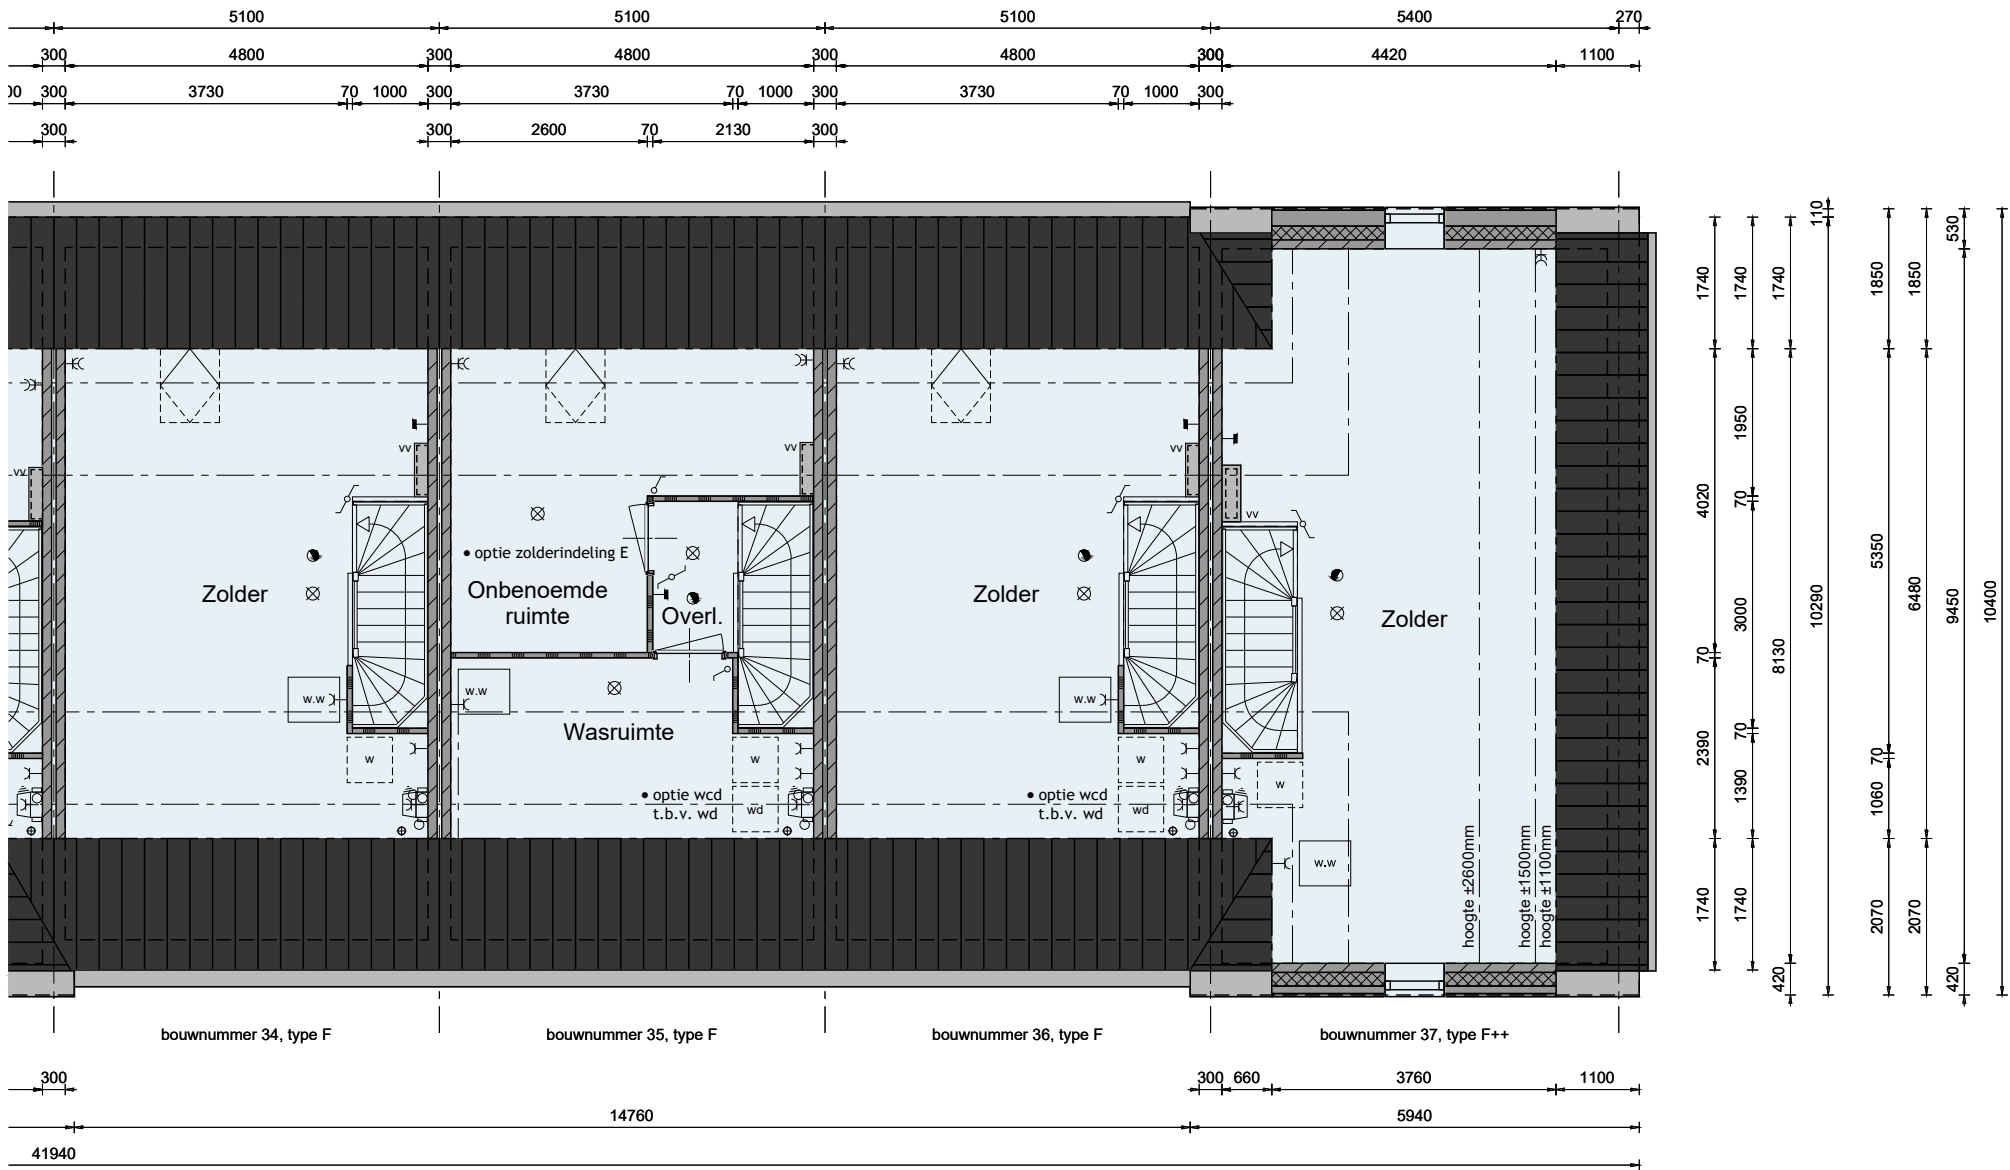 5100
5100
5100
5400
270
300
4800
300
4800
300
4800
300
4420
1100
300
3730
70
1000
300
3730
70
1000
300
3730
70
1000
300
300
300
2600
70
2130
300
vv
vv
vv
vv
vv
Zolder
• optie zolderindeling E
Onbenoemde
ruimte
Overl.
Zolder
Zolder
w.w
w.w
w.w
w.w
Wasruimte
w
w
w
w
• optie wcd
t.b.v. wd
wd
• optie wcd
t.b.v. wd
wd
hoogte ±2600mm
hoogte ±1500mm
hoogte ±1100mm
1740
4020
70
2390
1740
1740
1950
70
3000
70
1390
1740
1740
8130
420
110
10290
1850
5350
70
1060
2070
1850
6480
2070
530
9450
420
10400
bouwnummer 34, type F
bouwnummer 35, type F
bouwnummer 36, type F
bouwnummer 37, type F++
300
300
660
3760
1100
14760
5940
41940